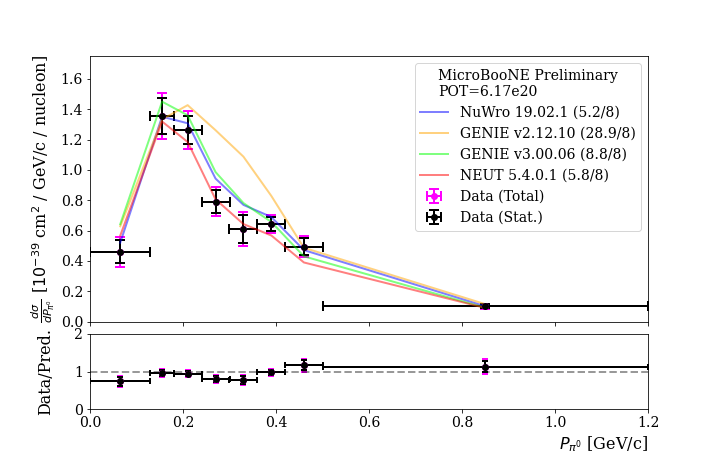 dσ/dP_π⁰ [10⁻³⁹ cm² / GeV/c / nucleon]
1.6
1.4
1.2
1.0
0.8
0.6
0.4
0.2
0.0
MicroBooNE Preliminary
POT=6.17e20
NuWro 19.02.1 (5.2/8)
GENIE v2.12.10 (28.9/8)
GENIE v3.00.06 (8.8/8)
NEUT 5.4.0.1 (5.8/8)
Data (Total)
Data (Stat.)
Data/Pred.
2
1
0
0.0 0.2 0.4 0.6 0.8 1.0 1.2
P_π⁰ [GeV/c]